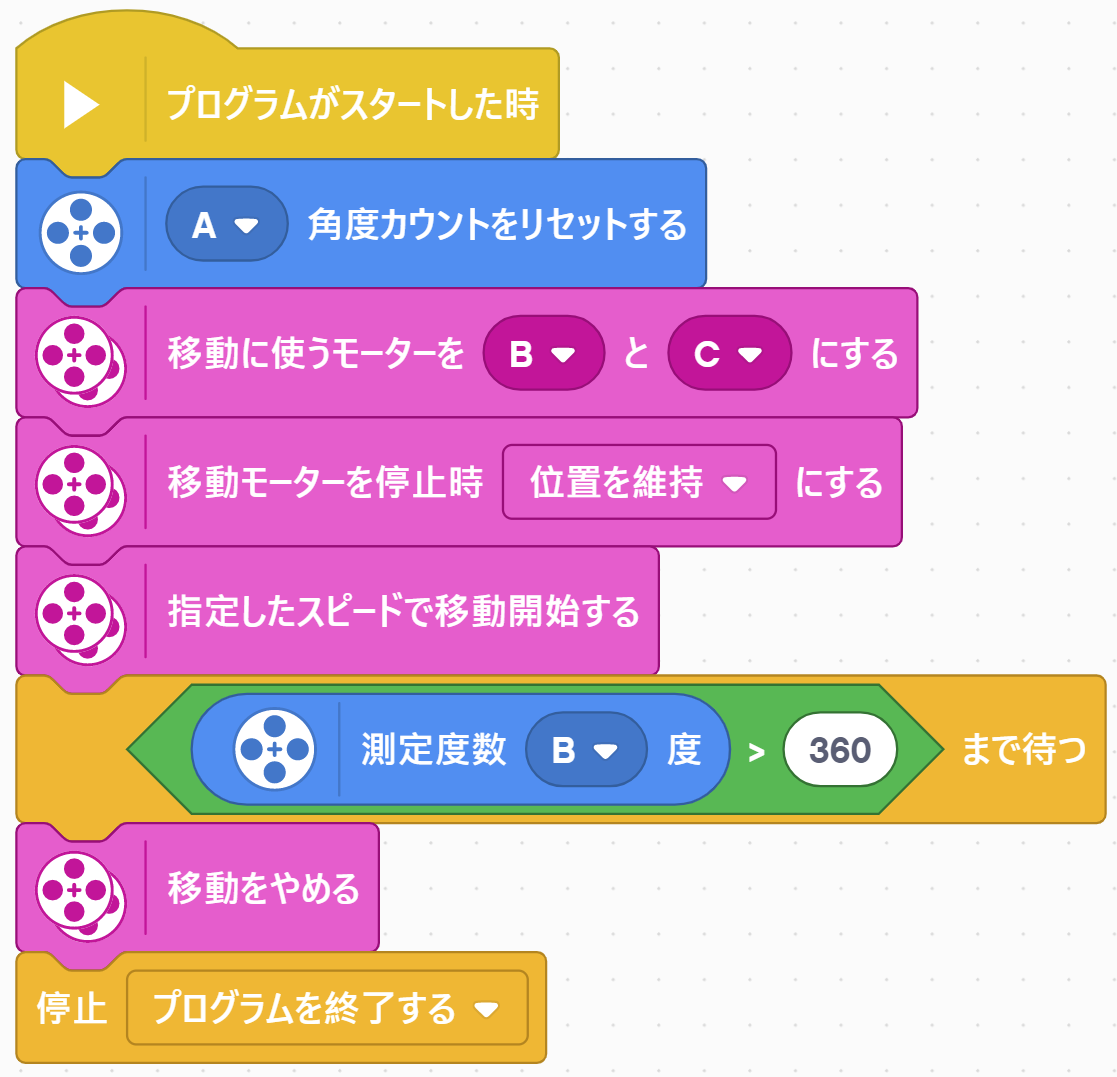 プログラムがスタートした時
A 角度カウントをリセットする
移動に使うモーターを B と C にする
移動モーターを停止時 位置を維持 にする
指定したスピードで移動開始する
測定度数 B 度 > 360 まで待つ
移動をやめる
停止 プログラムを終了する